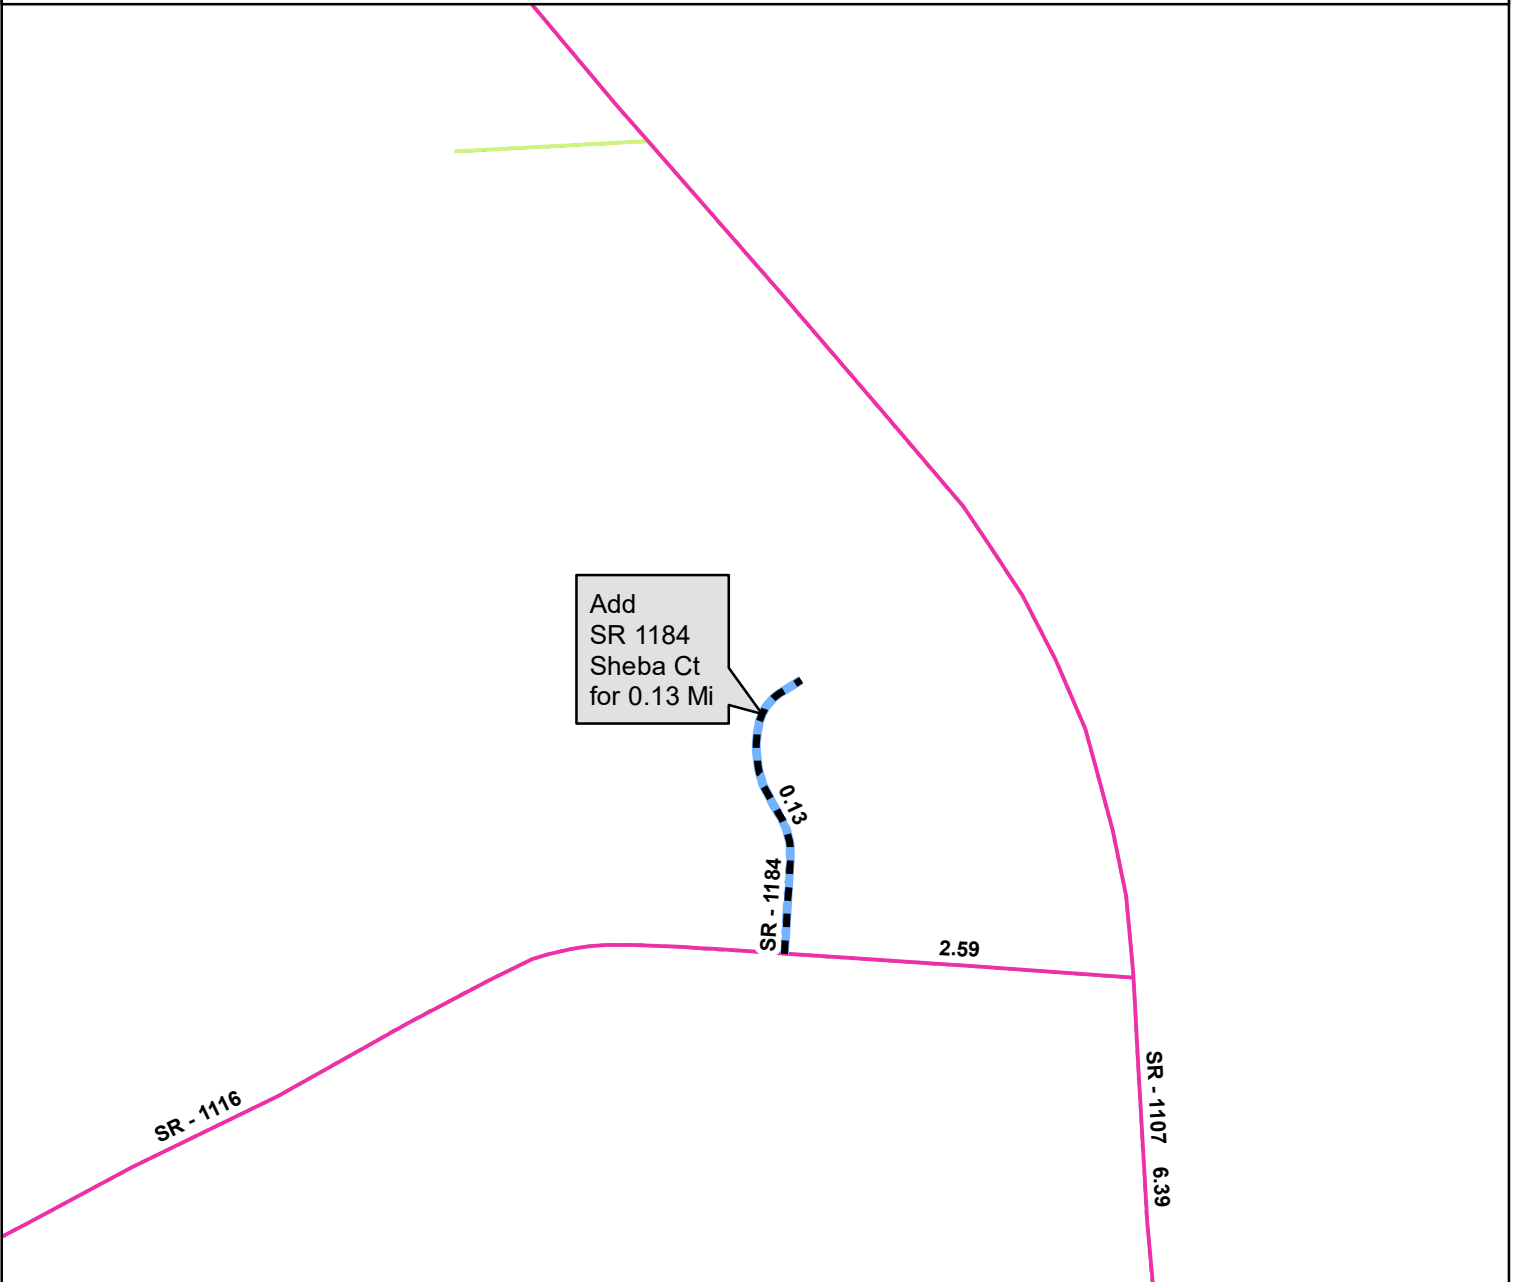 Add
SR 1184
Sheba Ct
for 0.13 Mi
0.13
SR - 1184
2.59
SR - 1116
SR - 1107 6.39